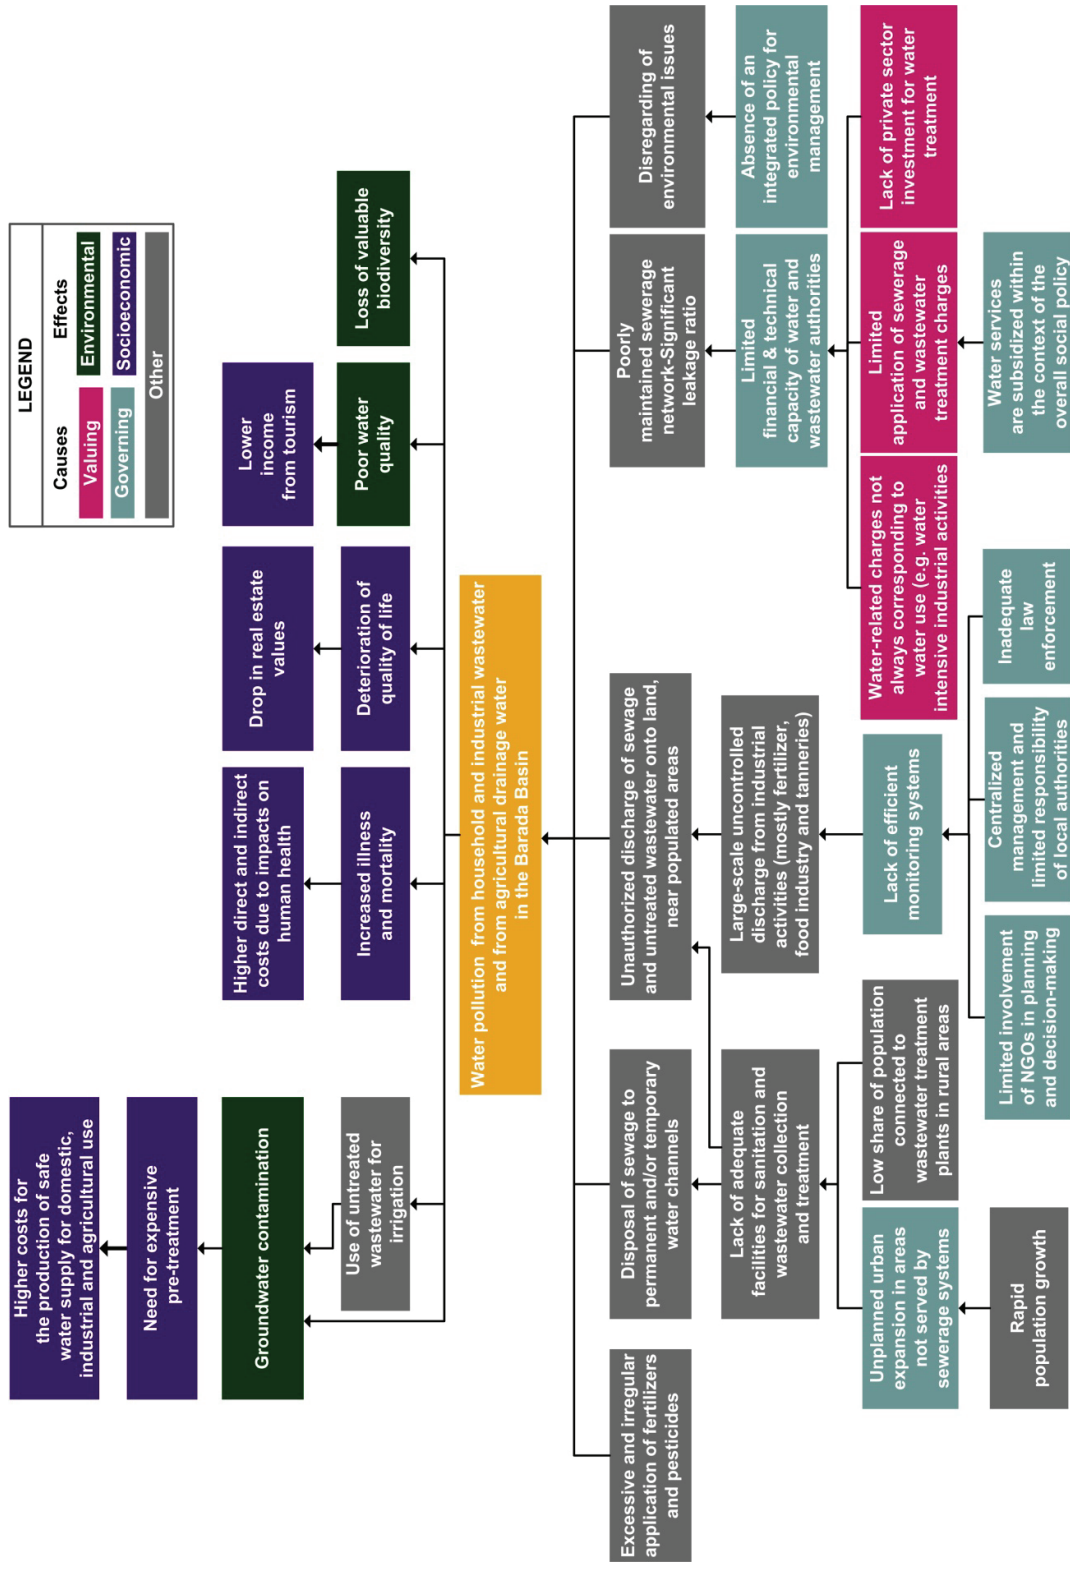 LEGEND
Causes
Effects
Valuing
Environmental
Governing
Socioeconomic
Other
Higher costs for
the production of safe
water supply for domestic,
industrial and agricultural use
Need for expensive
pre-treatment
Groundwater contamination
Use of untreated
wastewater for
irrigation
Higher direct and indirect
costs due to impacts on
human health
Increased illness
and mortality
Drop in real estate
values
Deterioration of
quality of life
Lower
income
from tourism
Poor water
quality
Loss of valuable
biodiversity
Water pollution from household and industrial wastewater
and from agricultural drainage water
in the Barada Basin
Excessive and irregular
application of fertilizers
and pesticides
Disposal of sewage to
permanent and/or temporary
water channels
Unauthorized discharge of sewage
and untreated wastewater onto land,
near populated areas
Poorly
maintained sewerage
network-Significant
leakage ratio
Disregarding of
environmental issues
Lack of adequate
facilities for sanitation and
wastewater collection
and treatment
Large-scale uncontrolled
discharge from industrial
activities (mostly fertilizer,
food industry and tanneries)
Limited
financial & technical
capacity of water and
wastewater authorities
Absence of an
integrated policy for
environmental
management
Unplanned urban
expansion in areas
not served by
sewerage systems
Low share of population
connected to
wastewater treatment
plants in rural areas
Lack of efficient
monitoring systems
Water-related charges not
always corresponding to
water use (e.g. water
intensive industrial activities
Limited
application of sewerage
and wastewater
treatment charges
Lack of private sector
investment for water
treatment
Rapid
population growth
Limited involvement
of NGOs in planning
and decision-making
Centralized
management and
limited responsibility
of local authorities
Inadequate
law
enforcement
Water services
are subsidized within
the context of the
overall social policy